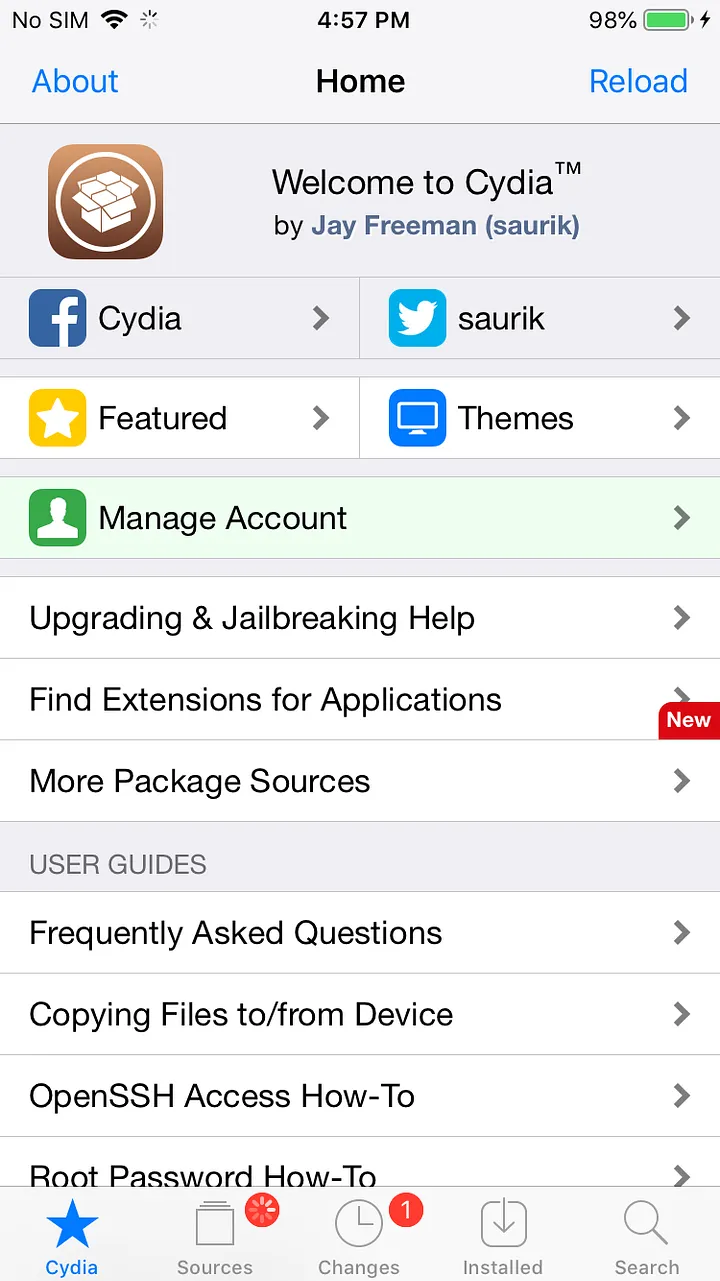 No SIM 4:57 PM 98%
About Home Reload
Welcome to Cydia™
by Jay Freeman (saurik)
Cydia saurik
Featured Themes
Manage Account
Upgrading & Jailbreaking Help
Find Extensions for Applications
New
More Package Sources
USER GUIDES
Frequently Asked Questions
Copying Files to/from Device
OpenSSH Access How-To
Root Password How-To
1
Cydia Sources Changes Installed Search